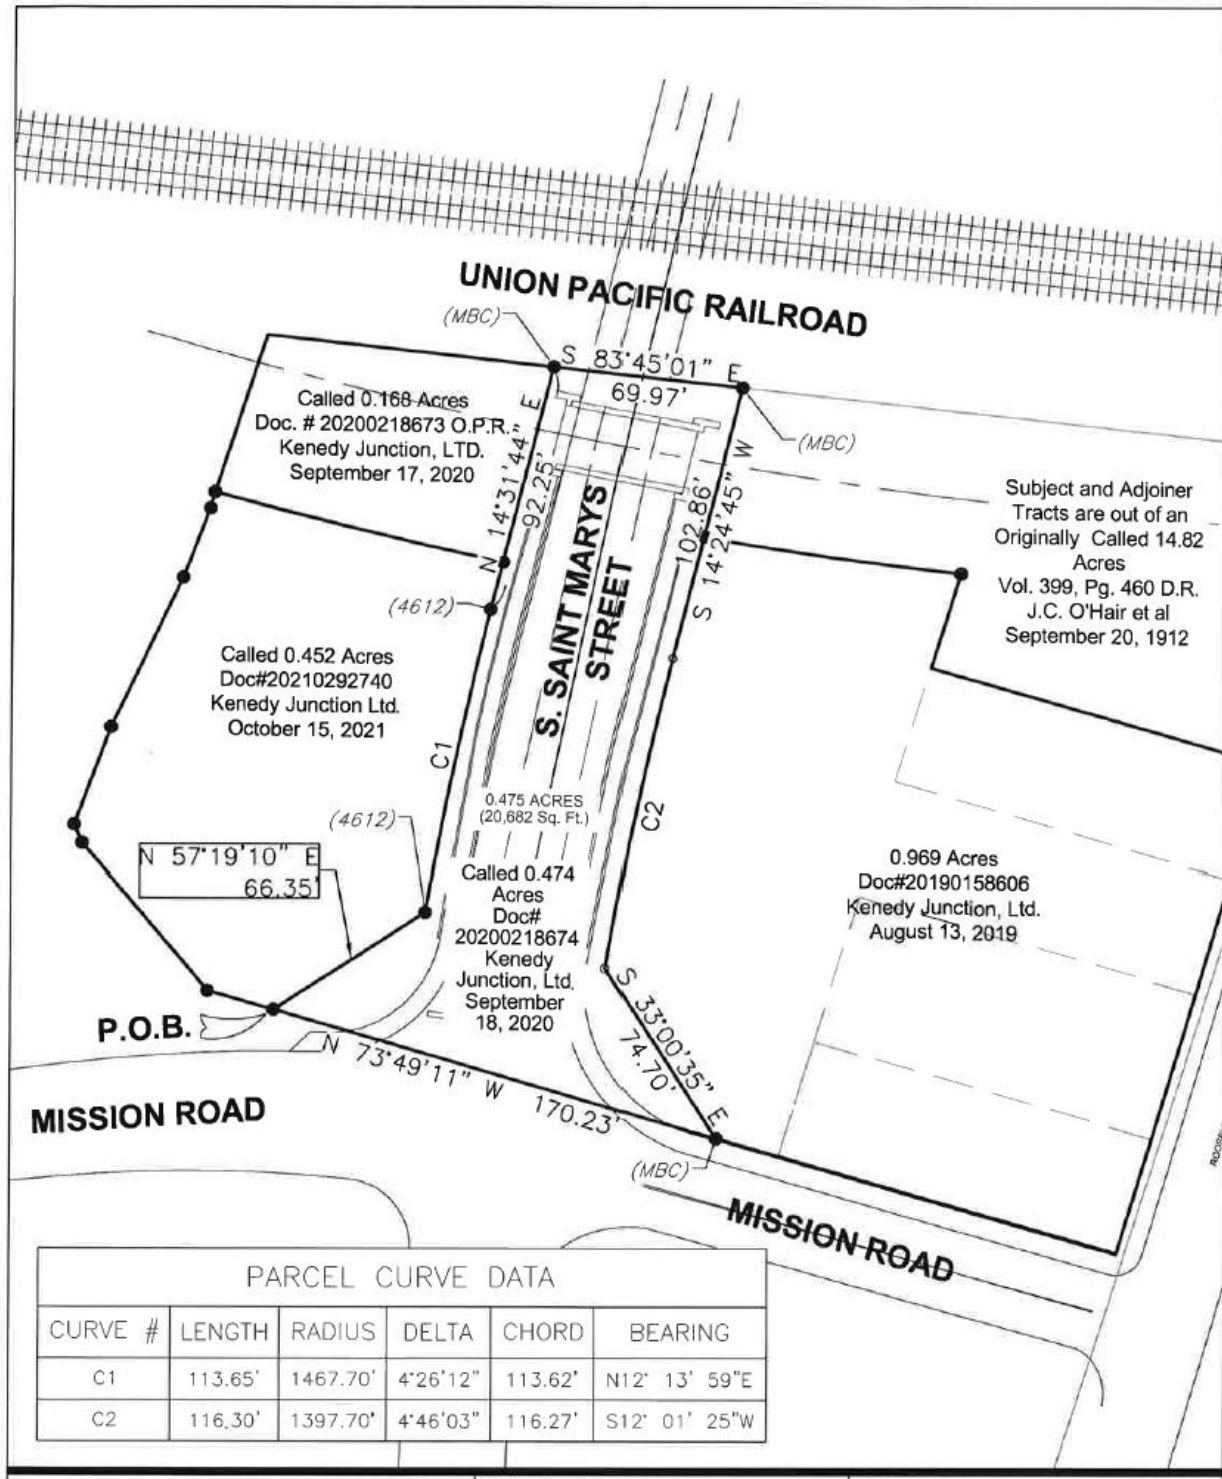 UNION PACIFIC RAILROAD
(MBC)
S 83°45'01" E
69.97'
(MBC)
Called 0.168 Acres
Doc. # 20200218673 O.P.R.
Kenedy Junction, LTD.
September 17, 2020
N 14°31'44" E
92.25'
102.86'
S 14°24'45" W
S. SAINT MARYS
STREET
Subject and Adjoiner
Tracts are out of an
Originally Called 14.82
Acres
Vol. 399, Pg. 460 D.R.
J.C. O'Hair et al
September 20, 1912
(4612)
Called 0.452 Acres
Doc#20210292740
Kenedy Junction Ltd.
October 15, 2021
C1
C2
0.475 ACRES
(20,682 Sq. Ft.)
(4612)
N 57°19'10" E
66.35'
Called 0.474
Acres
Doc#
20200218674
Kenedy
Junction, Ltd.
September
18, 2020
0.969 Acres
Doc#20190158606
Kenedy Junction, Ltd.
August 13, 2019
P.O.B.
S 33°00'35" E
74.70'
N 73°49'11" W
170.23'
MISSION ROAD
(MBC)
MISSION ROAD
PARCEL CURVE DATA
CURVE # LENGTH RADIUS DELTA CHORD BEARING
C1 113.65' 1467.70' 4°26'12" 113.62' N12° 13' 59"E
C2 116.30' 1397.70' 4°46'03" 116.27' S12° 01' 25"W